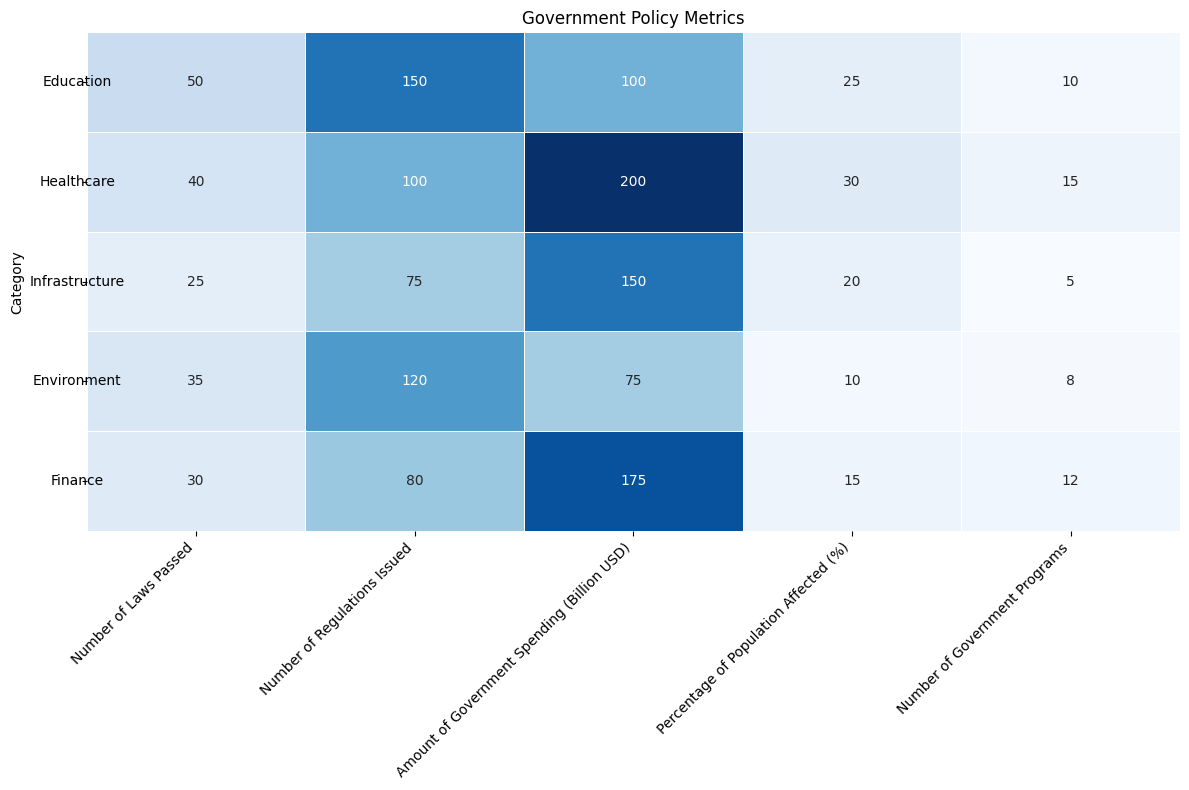 Government Policy Metrics
Category
Education 50 150 100 25 10
Healthcare 40 100 200 30 15
Infrastructure 25 75 150 20 5
Environment 35 120 75 10 8
Finance 30 80 175 15 12
Number of Laws Passed
Number of Regulations Issued
Amount of Government Spending (Billion USD)
Percentage of Population Affected (%)
Number of Government Programs